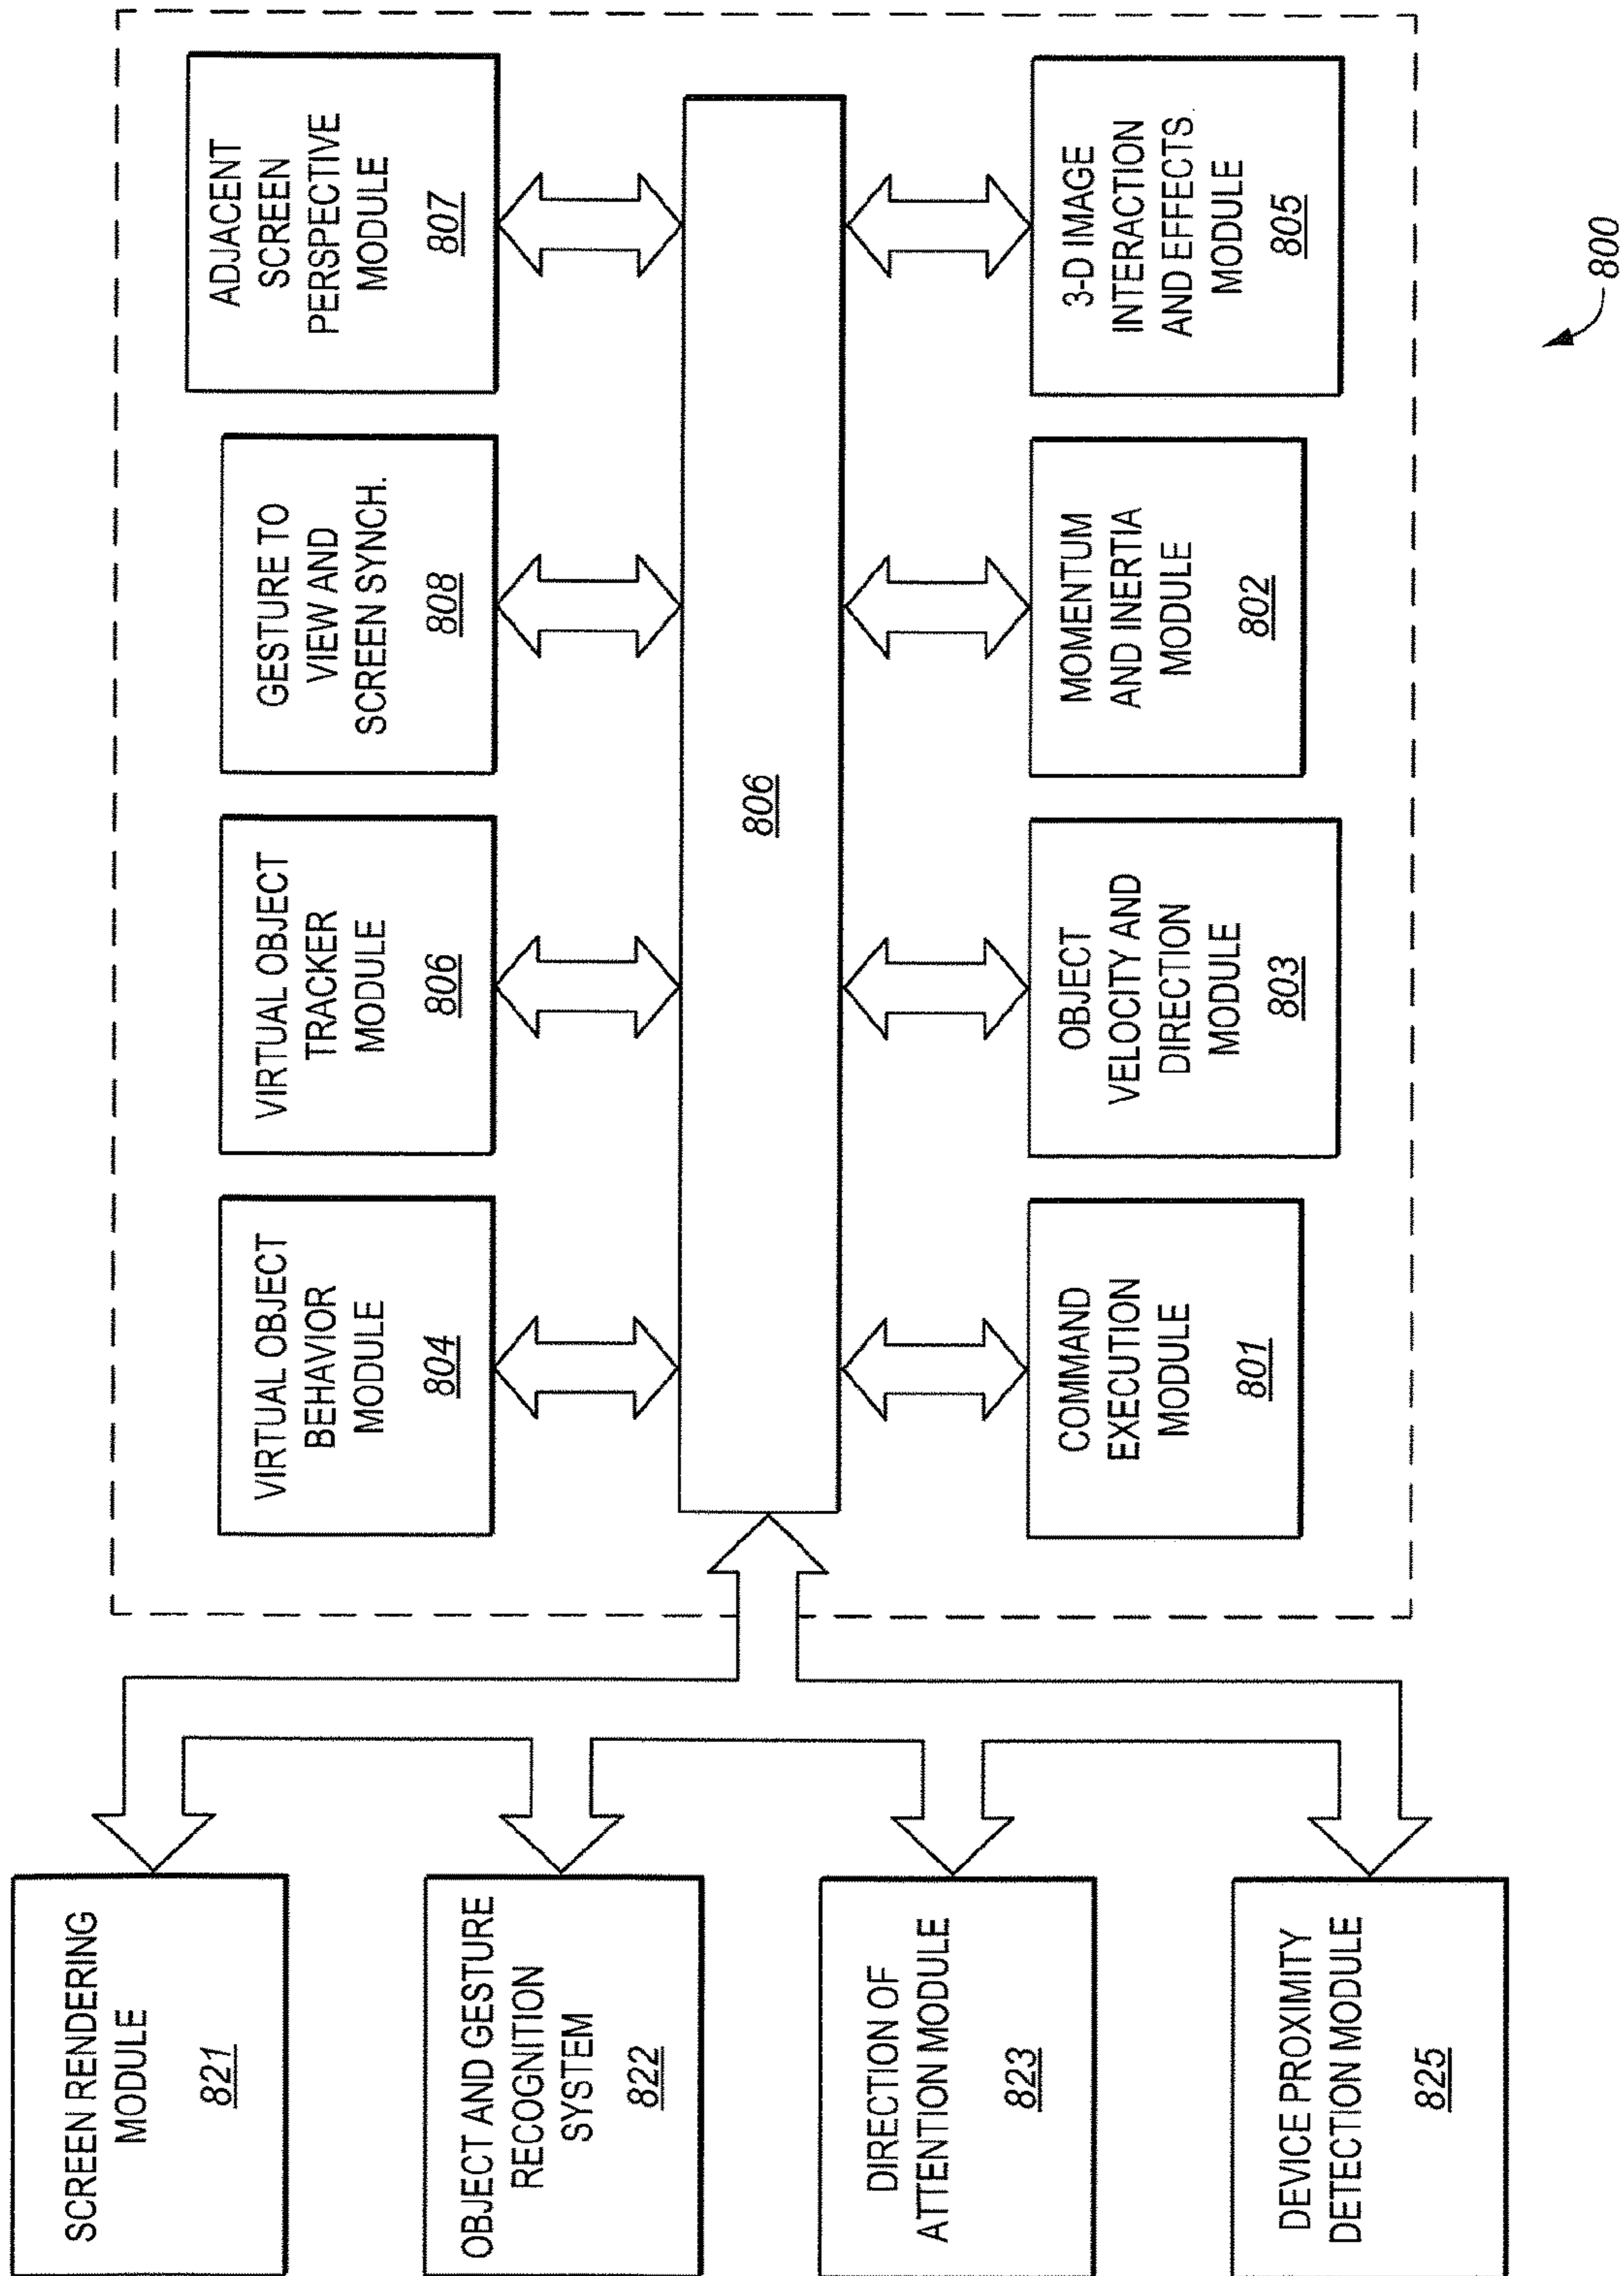 SCREEN RENDERING
MODULE
821
OBJECT AND GESTURE
RECOGNITION
SYSTEM
822
DIRECTION OF
ATTENTION MODULE
823
DEVICE PROXIMITY
DETECTION MODULE
825
VIRTUAL OBJECT
BEHAVIOR
MODULE
804
VIRTUAL OBJECT
TRACKER
MODULE
806
GESTURE TO
VIEW AND
SCREEN SYNCH.
808
ADJACENT
SCREEN
PERSPECTIVE
MODULE
807
806
COMMAND
EXECUTION
MODULE
801
OBJECT
VELOCITY AND
DIRECTION
MODULE
803
MOMENTUM
AND INERTIA
MODULE
802
3-D IMAGE
INTERACTION
AND EFFECTS
MODULE
805
800